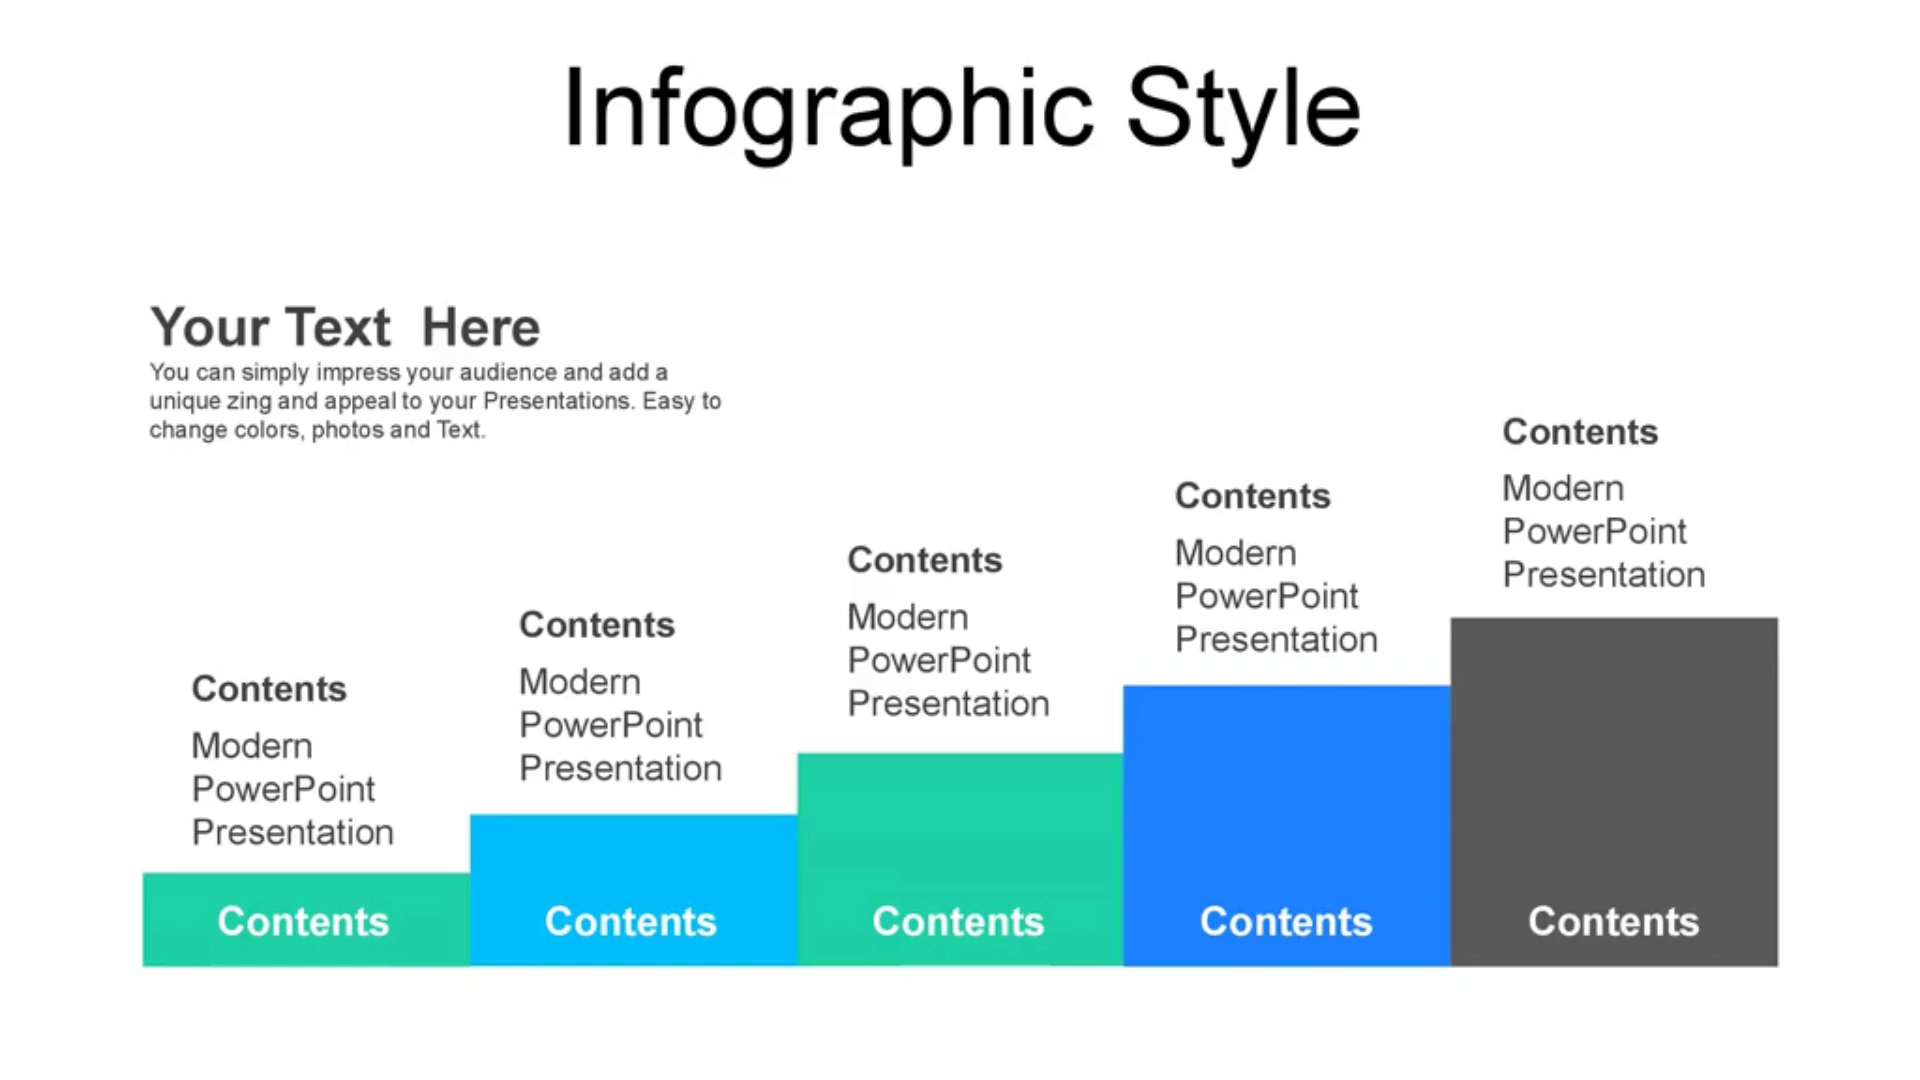 Infographic Style
Your Text  Here
You can simply impress your audience and add a
unique zing and appeal to your Presentations. Easy to
change colors, photos and Text.
Contents
Modern
PowerPoint
Presentation
Contents
Contents
Modern
PowerPoint
Presentation
Contents
Contents
Modern
PowerPoint
Presentation
Contents
Contents
Modern
PowerPoint
Presentation
Contents
Contents
Modern
PowerPoint
Presentation
Contents